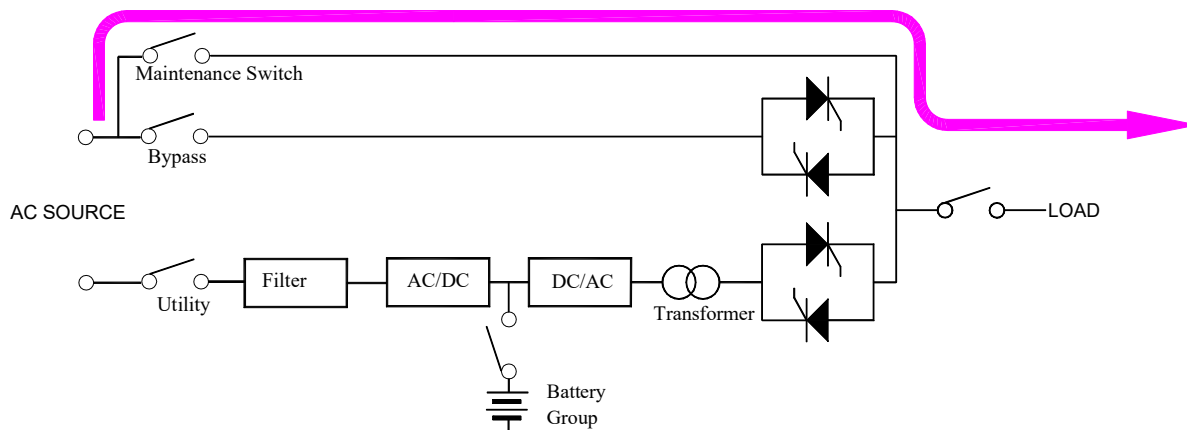 Maintenance Switch
Bypass
AC SOURCE
LOAD
Utility
Filter
AC/DC
DC/AC
Transformer
Battery
Group